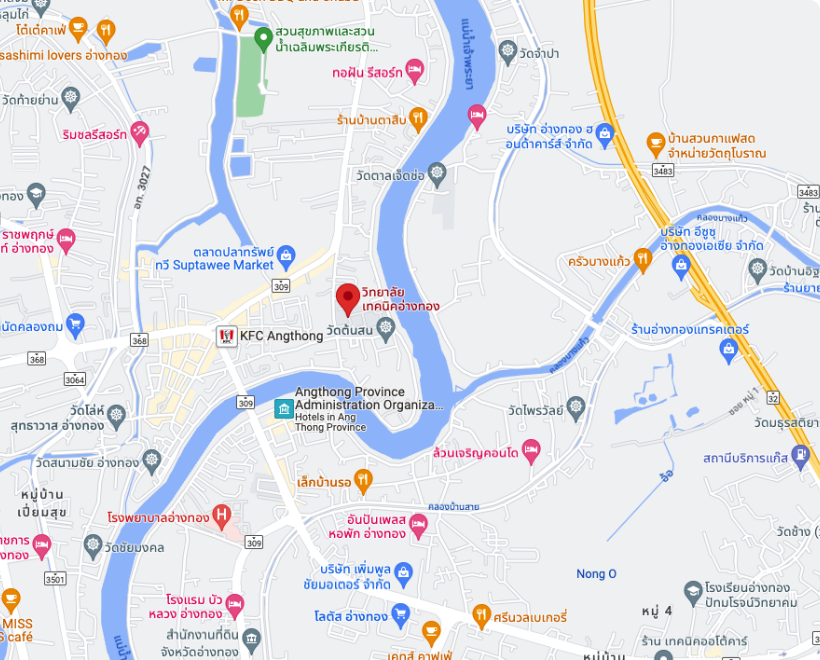 โต๋เต๋คาเฟ่
sashimi lovers อ่างทอง
สวนสุขภาพและสวน
น้ำเฉลิมพระเกียรติ...
แม่น้ำเจ้าพระยา
วัดจำปา
ทอฝัน รีสอร์ท
วัดท้ายย่าน
ร้านบ้านตาสืบ
ริมชลรีสอร์ท
บริษัท อ่างทอง ฮ
อนด้าคาร์ส์ จำกัด
บ้านสวนกาแฟสด
จำหน่ายวัตถุโบราณ
3483
3483
อท. 3027
วัดตาลเจ็ดช่อ
คลองบางแก้ว
ราชพฤกษ์
อ่างทอง
ตลาดปลาทรัพย์
ทวี Suptawee Market
บริษัท อีซูซุ
อ่างทองเอเซีย จำกัด
ครัวบางแก้ว
309
วิทยาลัย
เทคนิคอ่างทอง
วัดต้นสน
KFC Angthong
368
368
3064
ร้านอ่างทองแทรคเตอร์
คลองบางแก้ว
309
Angthong Province
Administration Organiza...
Hotels in Ang
Thong Province
วัดโล่ห์
สุทธาวาส อ่างทอง
วัดไพรวัลย์
ซอย หมู่ 1
32
วัดสนามชัย อ่างทอง
ล้วนเจริญคอนโด
สถานีบริการแก๊ส
หมู่บ้าน
เปี่ยมสุข
เล็กบ้านรอ
คลองบ้านสาย
โรงพยาบาลอ่างทอง
อันปันเพลส
หอพัก อ่างทอง
309
วัดช้าง
วัดชัยมงคล
3501
บริษัท เพิ่มพูล
ชัยมอเตอร์ จำกัด
Nong O
โรงเรียนอ่างทอง
ปัทมโรจน์วิทยาคม
MISS
café
โรงแรม บัว
หลวง อ่างทอง
โลตัส อ่างทอง
ศรีนวลเบเกอรี่
หมู่ 4
สำนักงานที่ดิน
จังหวัดอ่างทอง
เคทส์ คาเฟ่
หมู่บ้าน
ร้าน เทคนิคออโต้คาร์